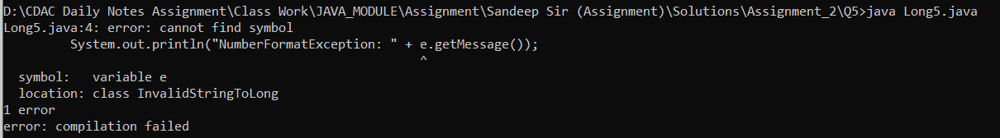 D:\CDAC Daily Notes Assignment\Class Work\JAVA_MODULE\Assignment\Sandeep Sir (Assignment)\Solutions\Assignment_2\Q5>java Long5.java
Long5.java:4: error: cannot find symbol
        System.out.println("NumberFormatException: " + e.getMessage());
                                                       ^
  symbol:   variable e
  location: class InvalidStringToLong
1 error
error: compilation failed